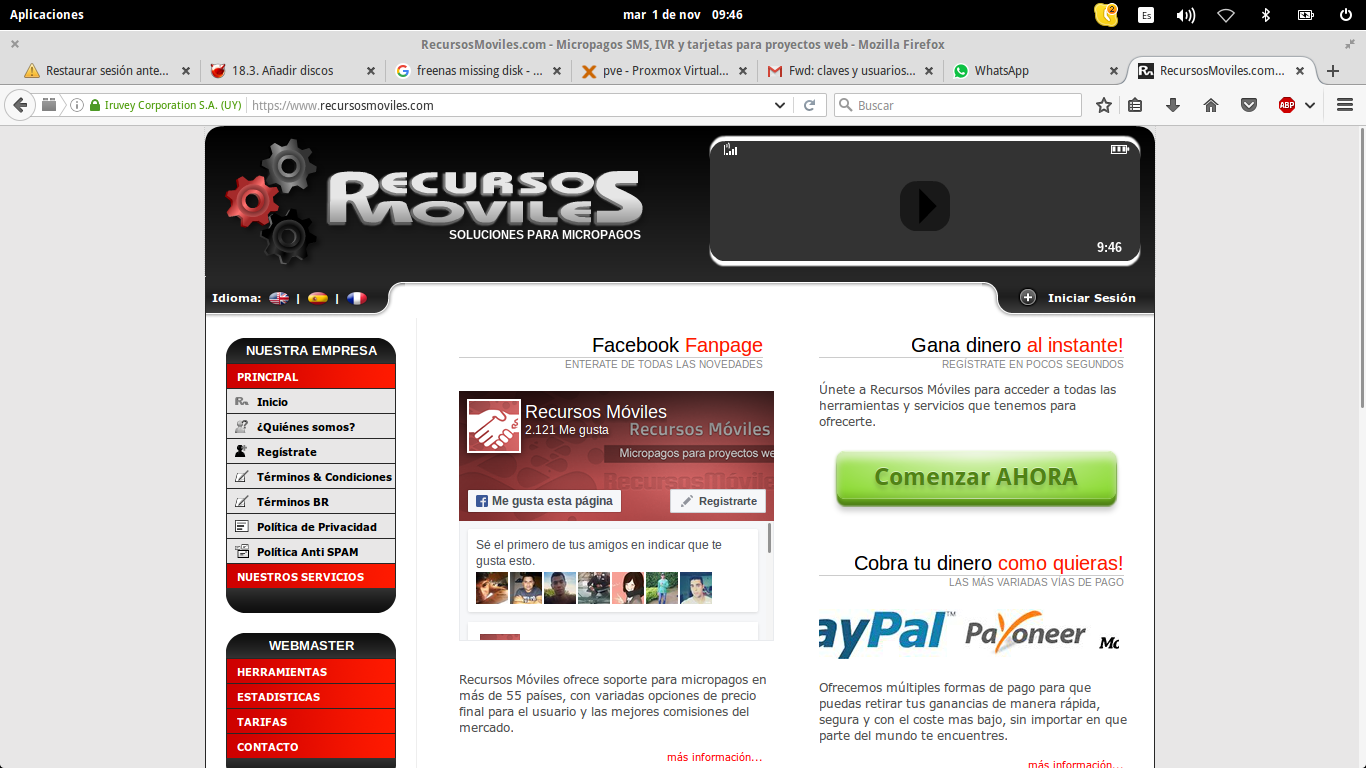 Aplicaciones
mar 1 de nov 09:46
2
Es
RecursosMoviles.com - Micropagos SMS, IVR y tarjetas para proyectos web - Mozilla Firefox
Restaurar sesión ante...
18.3. Añadir discos
freenas missing disk - ...
pve - Proxmox Virtual...
Fwd: claves y usuarios...
WhatsApp
RecursosMoviles.com...
Iruvey Corporation S.A. (UY)
https://www.recursosmoviles.com
Buscar
ABP
RECURSOS
MOVILES
SOLUCIONES PARA MICROPAGOS
9:46
Idioma: | |
Iniciar Sesión
NUESTRA EMPRESA
PRINCIPAL
Inicio
¿Quiénes somos?
Regístrate
Términos & Condiciones
Términos BR
Política de Privacidad
Política Anti SPAM
NUESTROS SERVICIOS
WEBMASTER
HERRAMIENTAS
ESTADISTICAS
TARIFAS
CONTACTO
Facebook Fanpage
ENTERATE DE TODAS LAS NOVEDADES
Recursos Móviles
2.121 Me gusta
Recursos Móviles
Micropagos para proyectos we
Me gusta esta página
Registrarte
Sé el primero de tus amigos en indicar que te
gusta esto.
Recursos Móviles ofrece soporte para micropagos en
más de 55 países, con variadas opciones de precio
final para el usuario y las mejores comisiones del
mercado.
más información...
Gana dinero al instante!
REGÍSTRATE EN POCOS SEGUNDOS
Únete a Recursos Móviles para acceder a todas las
herramientas y servicios que tenemos para
ofrecerte.
Comenzar AHORA
Cobra tu dinero como quieras!
LAS MÁS VARIADAS VÍAS DE PAGO
ayPal™
Payoneer
Mo
Ofrecemos múltiples formas de pago para que
puedas retirar tus ganancias de manera rápida,
segura y con el coste mas bajo, sin importar en que
parte del mundo te encuentres.
más información...